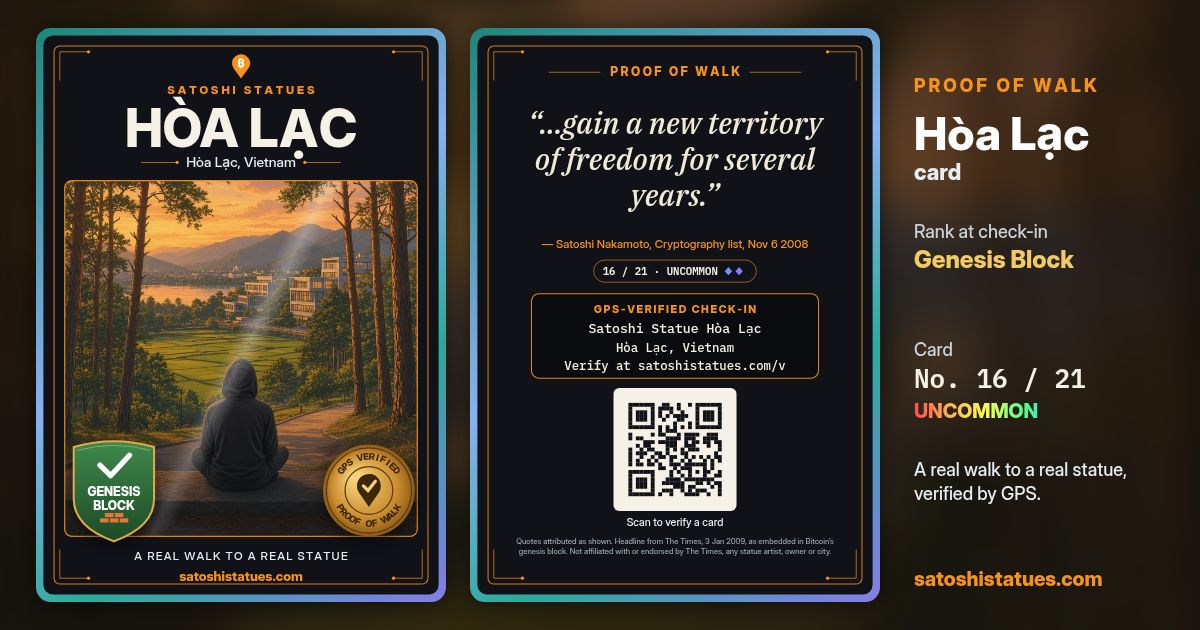 ₿
SATOSHI STATUES
HÒA LẠC
Hòa Lạc, Vietnam
GENESIS
BLOCK
GPS VERIFIED
PROOF OF WALK
A REAL WALK TO A REAL STATUE
satoshistatues.com
PROOF OF WALK
“…gain a new territory
of freedom for several
years.”
— Satoshi Nakamoto, Cryptography list, Nov 6 2008
16 / 21 · UNCOMMON
GPS-VERIFIED CHECK-IN
Satoshi Statue Hòa Lạc
Hòa Lạc, Vietnam
Verify at satoshistatues.com/v
Scan to verify a card
Quotes attributed as shown. Headline from The Times, 3 Jan 2009, as embedded in Bitcoin's
genesis block. Not affiliated with or endorsed by The Times, any statue artist, owner or city.
PROOF OF WALK
Hòa Lạc
card
Rank at check-in
Genesis Block
Card
No. 16 / 21
UNCOMMON
A real walk to a real statue,
verified by GPS.
satoshistatues.com